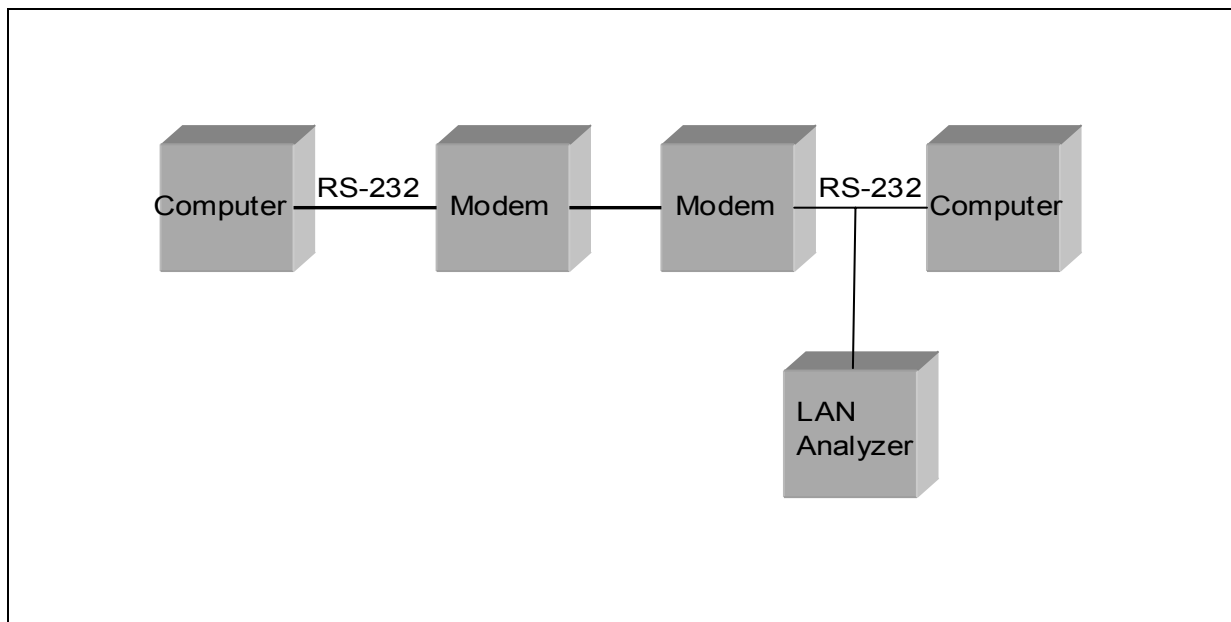 RS-232
RS-232
Computer
Modem
Modem
Computer
LAN
Analyzer